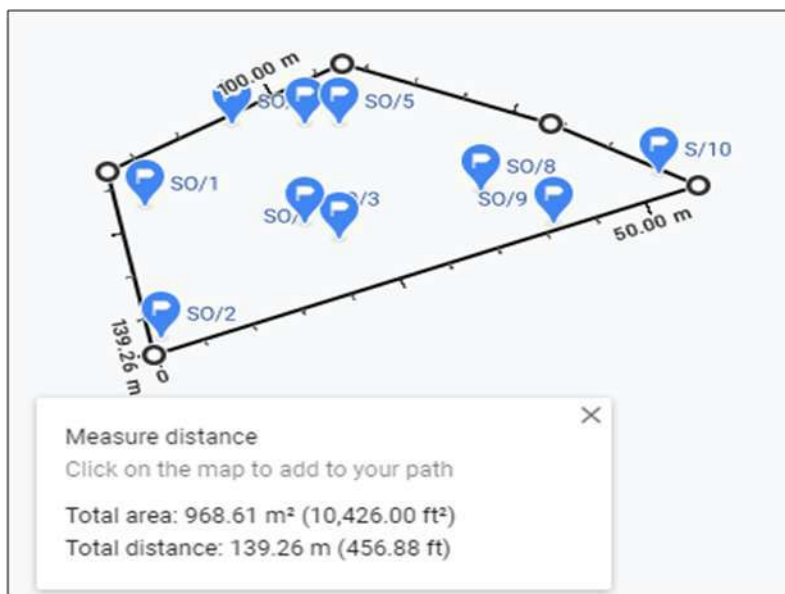 100.00 m
SO/5
S/10
SO/8
SO/1
SO/9
50.00 m
SO/2
139.26 m
0
Measure distance
Click on the map to add to your path
Total area: 968.61 m² (10,426.00 ft²)
Total distance: 139.26 m (456.88 ft)